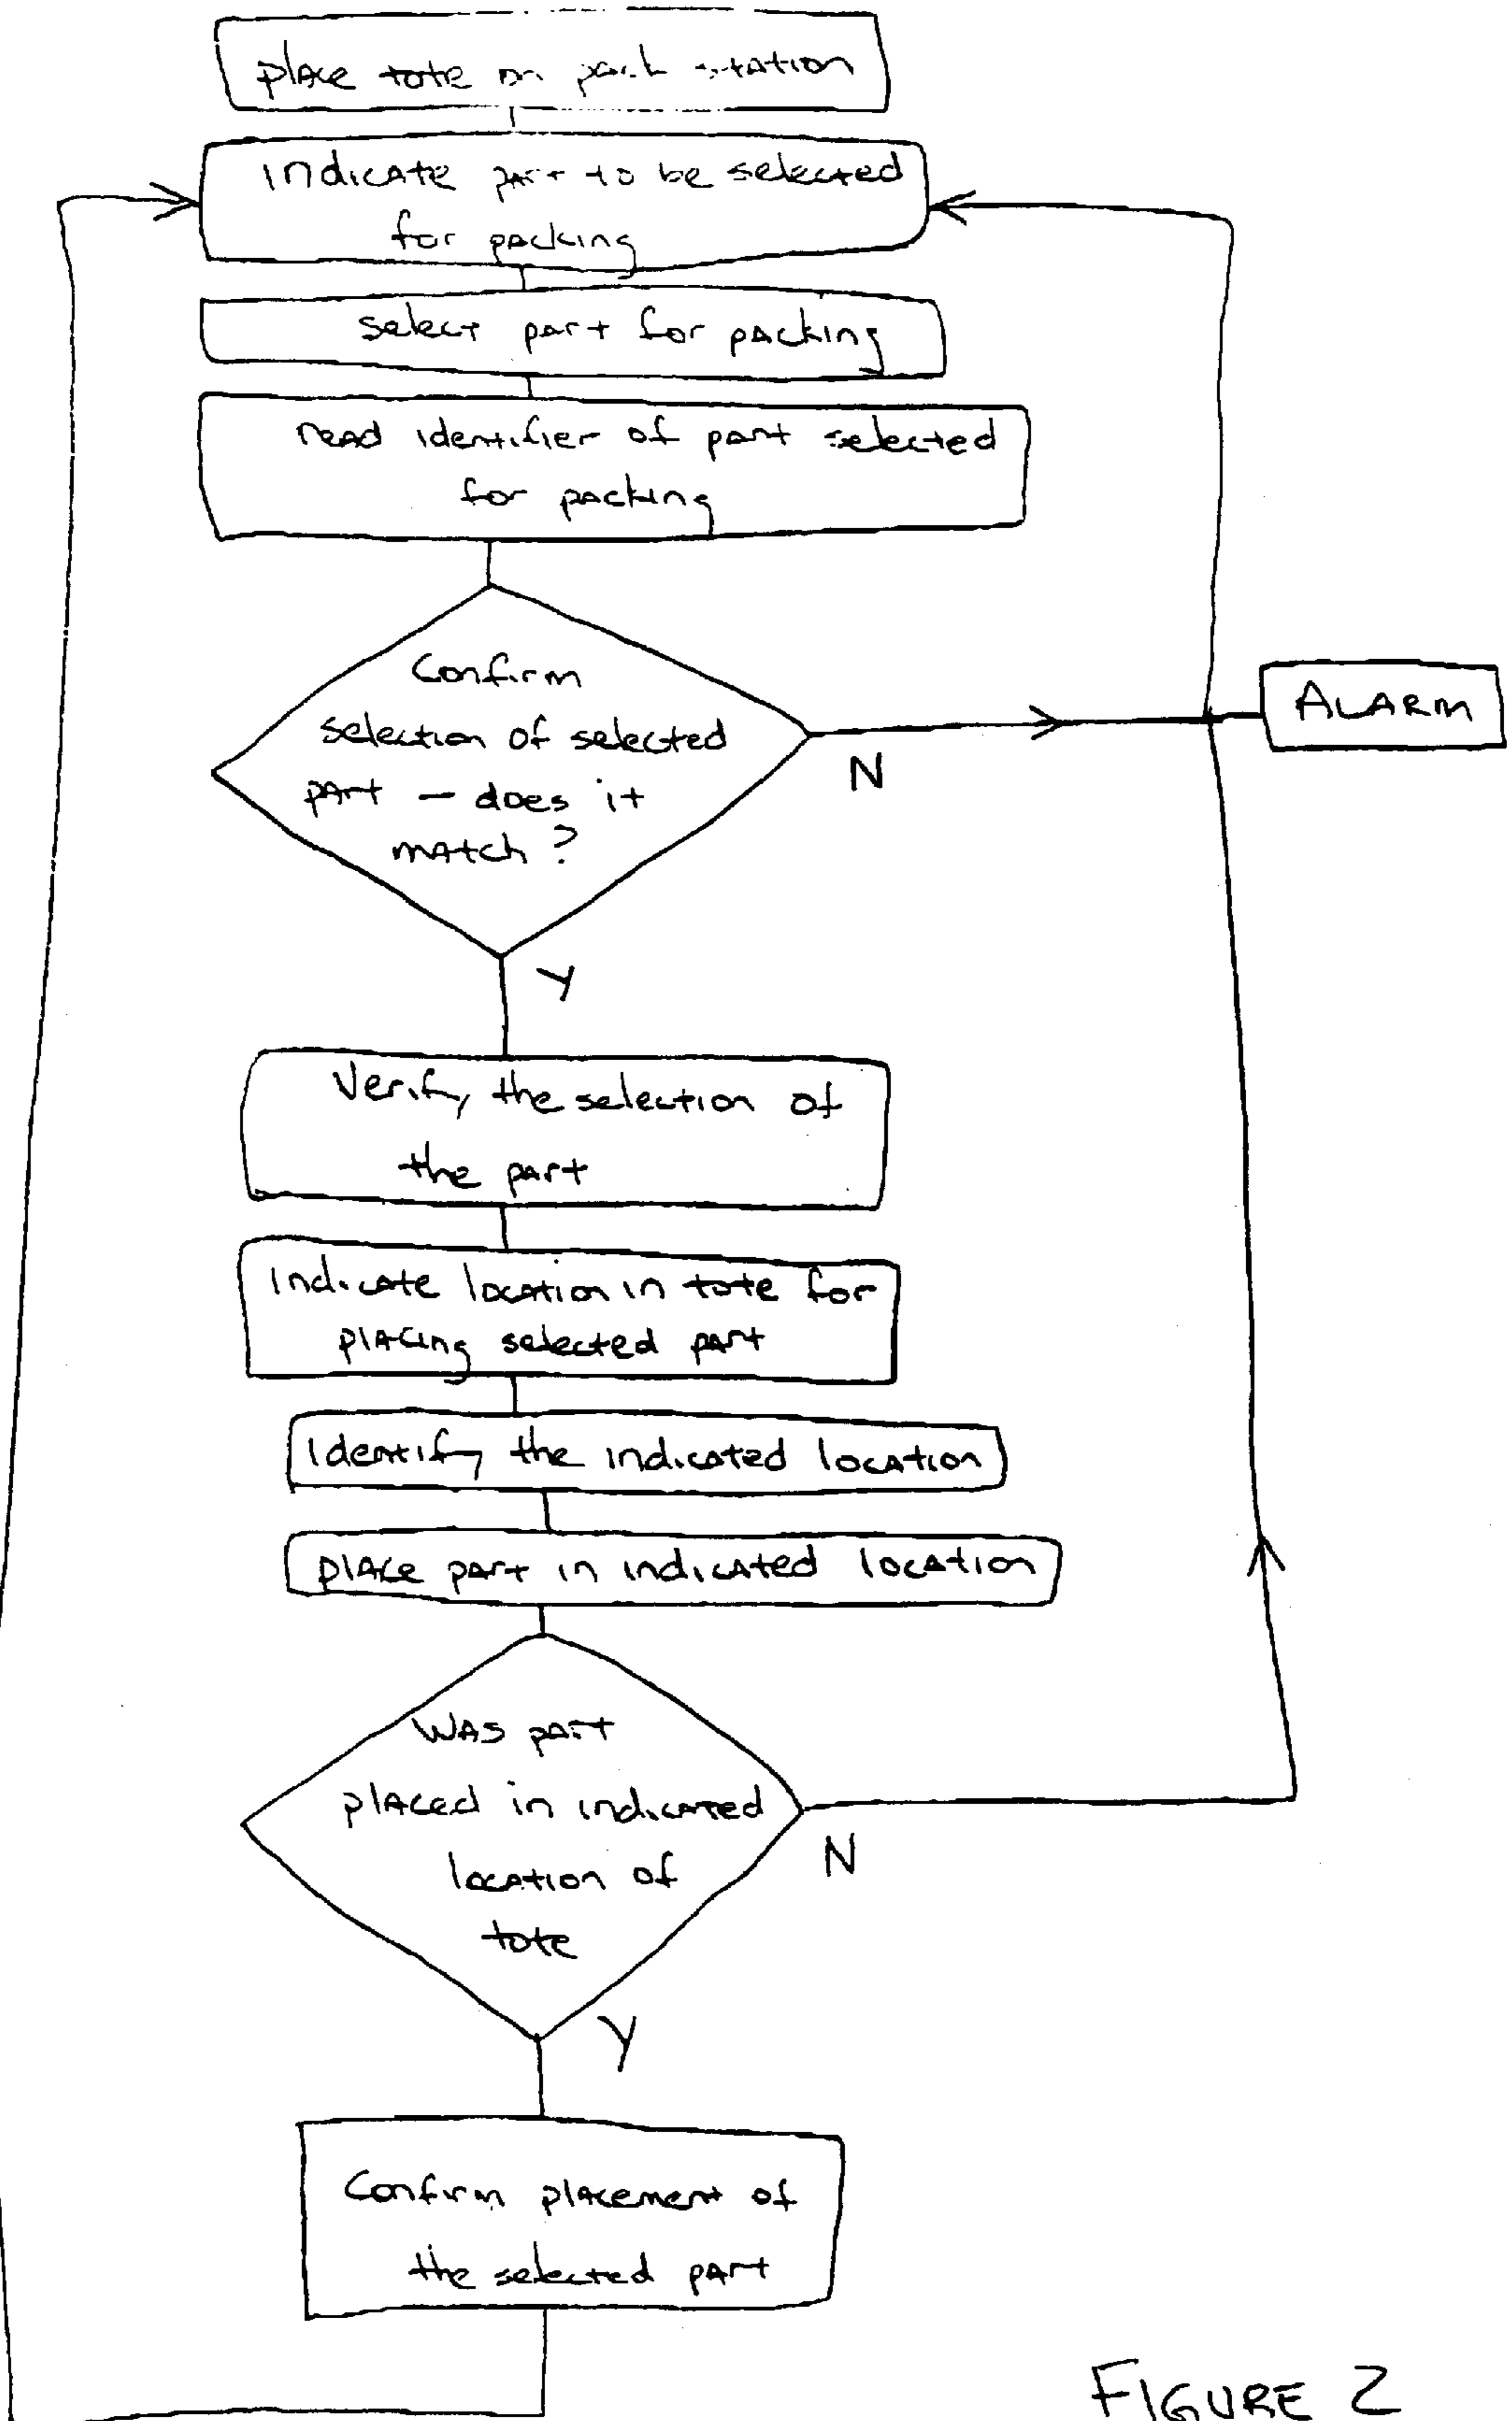 place tote on pack station
indicate part to be selected
for packing
select part for packing
read identifier of part selected
for packing
Confirm
selection of selected
part — does it
match?
N
ALARM
Y
Verify the selection of
the part
Indicate location in tote for
placing selected part
Identify the indicated location
place part in indicated location
Was part
placed in indicated
location of
tote
N
Y
Confirm placement of
the selected part
FIGURE 2